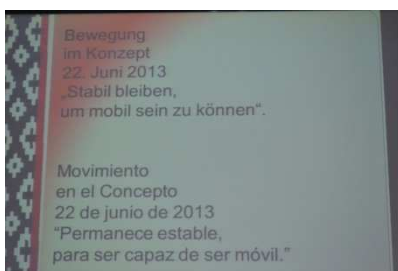 Bewegung
im Konzept
22. Juni 2013
„Stabil bleiben,
um mobil sein zu können“.
Movimiento
en el Concepto
22 de junio de 2013
“Permanece estable,
para ser capaz de ser móvil.”